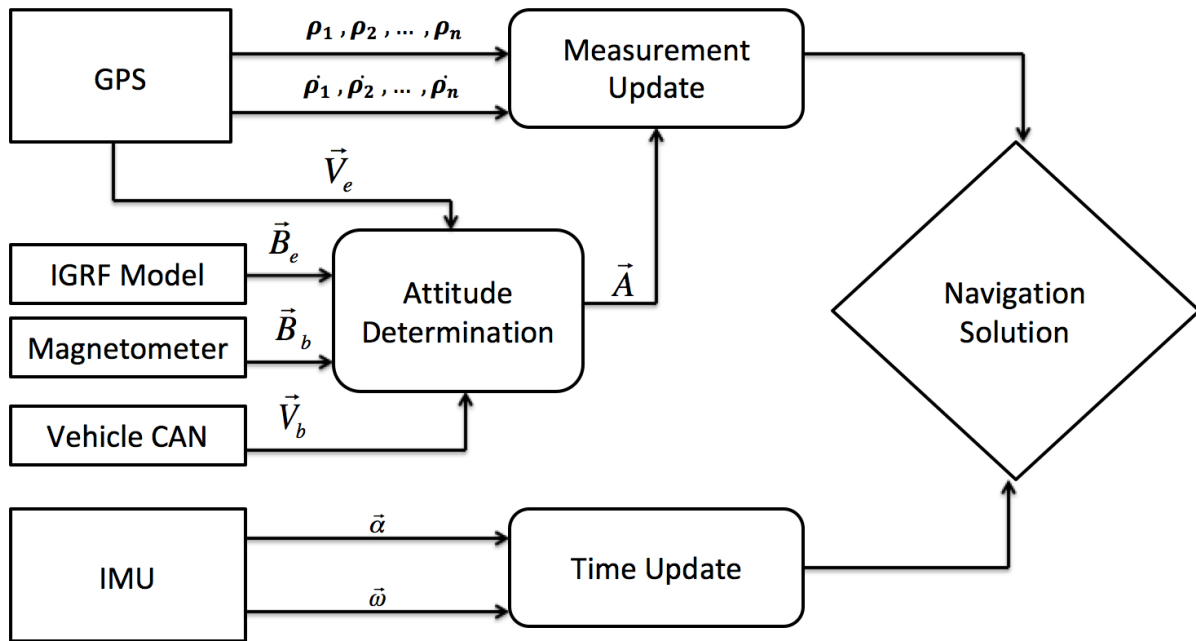 GPS
ρ₁ , ρ₂ , ... , ρₙ
ρ̇₁ , ρ̇₂ , ... , ρ̇ₙ
Measurement
Update
V⃗ₑ
IGRF Model
B⃗ₑ
Magnetometer
B⃗_b
Vehicle CAN
V⃗_b
Attitude
Determination
A⃗
Navigation
Solution
IMU
α⃗
ω⃗
Time Update